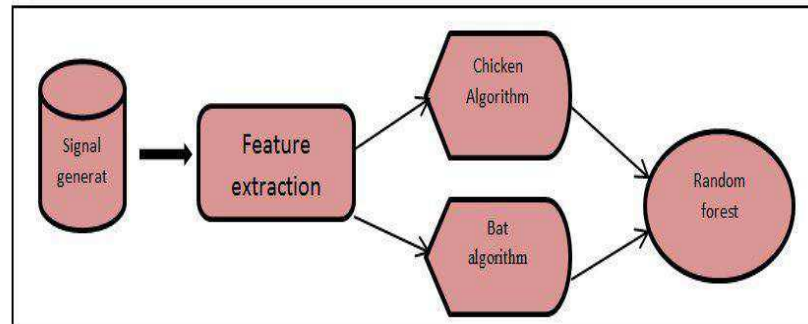 Signal
generat
Feature
extraction
Chicken
Algorithm
Bat
algorithm
Random
forest